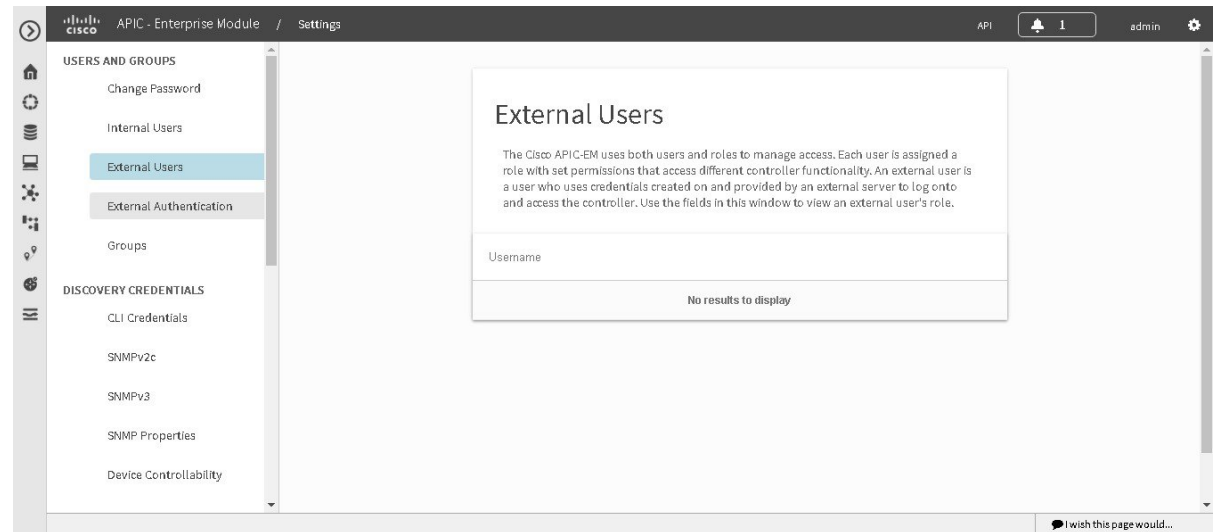 CISCO APIC - Enterprise Module / Settings API 1 admin
USERS AND GROUPS
Change Password
Internal Users
External Users
External Authentication
Groups
DISCOVERY CREDENTIALS
CLI Credentials
SNMPv2c
SNMPv3
SNMP Properties
Device Controllability
External Users
The Cisco APIC-EM uses both users and roles to manage access. Each user is assigned a
role with set permissions that access different controller functionality. An external user is
a user who uses credentials created on and provided by an external server to log onto
and access the controller. Use the fields in this window to view an external user's role.
Username
No results to display
I wish this page would...